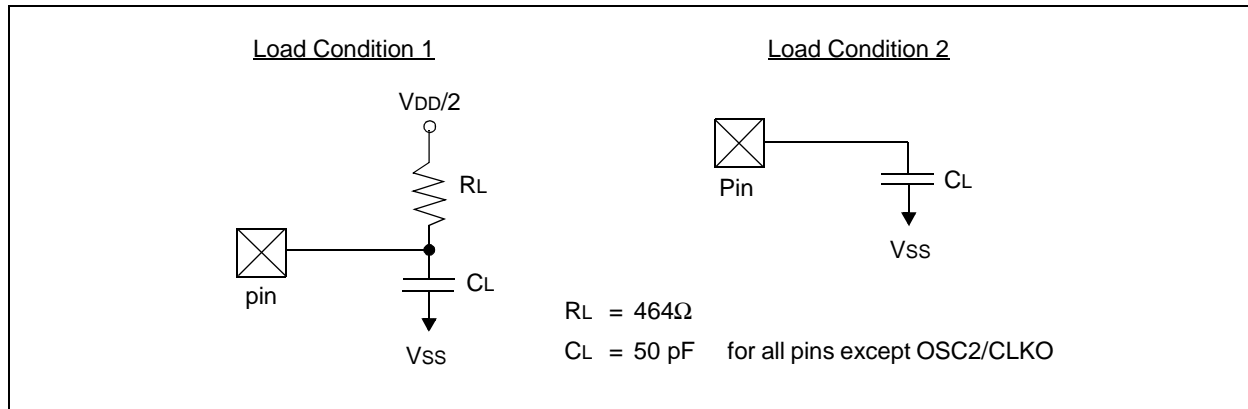 Load Condition 1
VDD/2
RL
pin
CL
VSS
Load Condition 2
Pin
CL
VSS
RL = 464Ω
CL = 50 pF for all pins except OSC2/CLKO